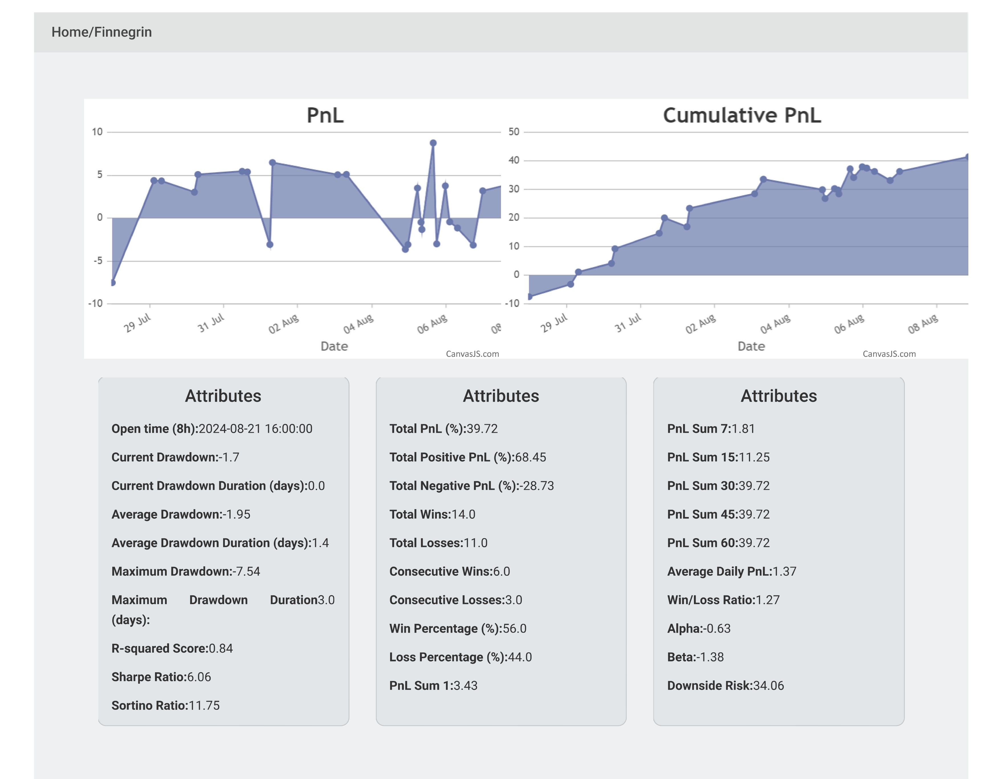 Home/Finnegrin
PnL
10
5
0
-5
-10
29 Jul
31 Jul
02 Aug
04 Aug
06 Aug
08
Date
CanvasJS.com
Cumulative PnL
50
40
30
20
10
0
-10
29 Jul
31 Jul
02 Aug
04 Aug
06 Aug
08 Aug
Date
CanvasJS.com
Attributes
Open time (8h):2024-08-21 16:00:00
Current Drawdown:-1.7
Current Drawdown Duration (days):0.0
Average Drawdown:-1.95
Average Drawdown Duration (days):1.4
Maximum Drawdown:-7.54
Maximum Drawdown Duration3.0
(days):
R-squared Score:0.84
Sharpe Ratio:6.06
Sortino Ratio:11.75
Attributes
Total PnL (%):39.72
Total Positive PnL (%):68.45
Total Negative PnL (%):-28.73
Total Wins:14.0
Total Losses:11.0
Consecutive Wins:6.0
Consecutive Losses:3.0
Win Percentage (%):56.0
Loss Percentage (%):44.0
PnL Sum 1:3.43
Attributes
PnL Sum 7:1.81
PnL Sum 15:11.25
PnL Sum 30:39.72
PnL Sum 45:39.72
PnL Sum 60:39.72
Average Daily PnL:1.37
Win/Loss Ratio:1.27
Alpha:-0.63
Beta:-1.38
Downside Risk:34.06